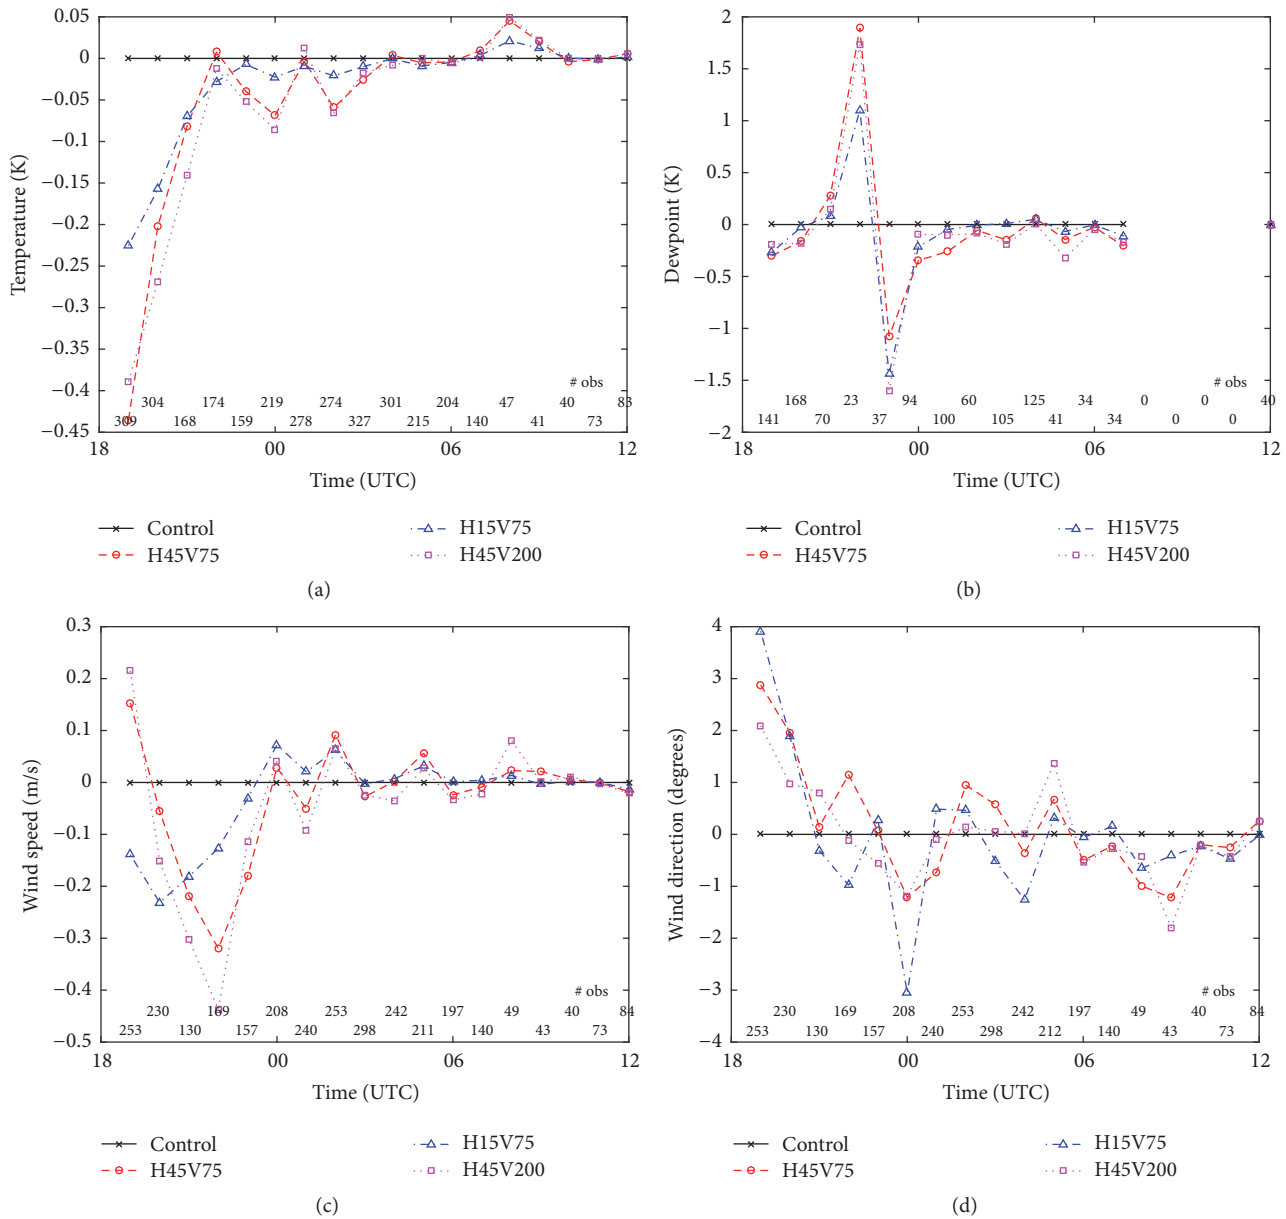 0.05
0
−0.05
−0.1
−0.15
−0.2
−0.25
−0.3
−0.35
−0.4
−0.45
Temperature (K)
# obs
304 174 219 274 301 204 47 40 83
309 168 159 278 327 215 140 41 73
18 00 06 12
Time (UTC)
Control H15V75
H45V75 H45V200
(a)
2
1.5
1
0.5
0
−0.5
−1
−1.5
−2
Dewpoint (K)
# obs
168 23 94 60 125 34 0 0 40
141 70 37 100 105 41 34 0 0
18 00 06 12
Time (UTC)
Control H15V75
H45V75 H45V200
(b)
0.3
0.2
0.1
0
−0.1
−0.2
−0.3
−0.4
−0.5
Wind speed (m/s)
# obs
230 169 208 253 242 197 49 40 84
253 130 157 240 298 211 140 43 73
18 00 06 12
Time (UTC)
Control H15V75
H45V75 H45V200
(c)
4
3
2
1
0
−1
−2
−3
−4
Wind direction (degrees)
# obs
230 169 208 253 242 197 49 40 84
253 130 157 240 298 212 140 43 73
18 00 06 12
Time (UTC)
Control H15V75
H45V75 H45V200
(d)